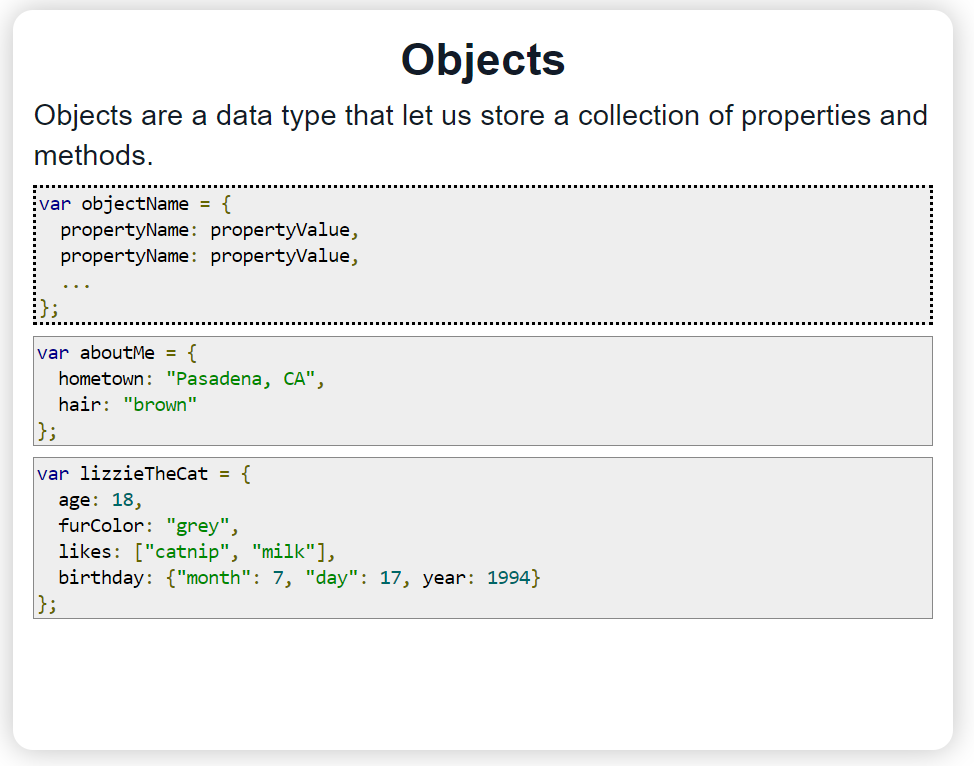 Objects
Objects are a data type that let us store a collection of properties and
methods.
var objectName = {
  propertyName: propertyValue,
  propertyName: propertyValue,
  ...
};
var aboutMe = {
  hometown: "Pasadena, CA",
  hair: "brown"
};
var lizzieTheCat = {
  age: 18,
  furColor: "grey",
  likes: ["catnip", "milk"],
  birthday: {"month": 7, "day": 17, year: 1994}
};